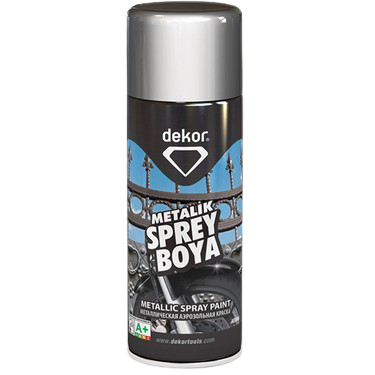 dekor®
METALİK
SPREY
BOYA
METALLIC SPRAY PAINT
МЕТАЛЛИЧЕСКАЯ АЭРОЗОЛЬНАЯ КРАСКА
A+
www.dekortools.com